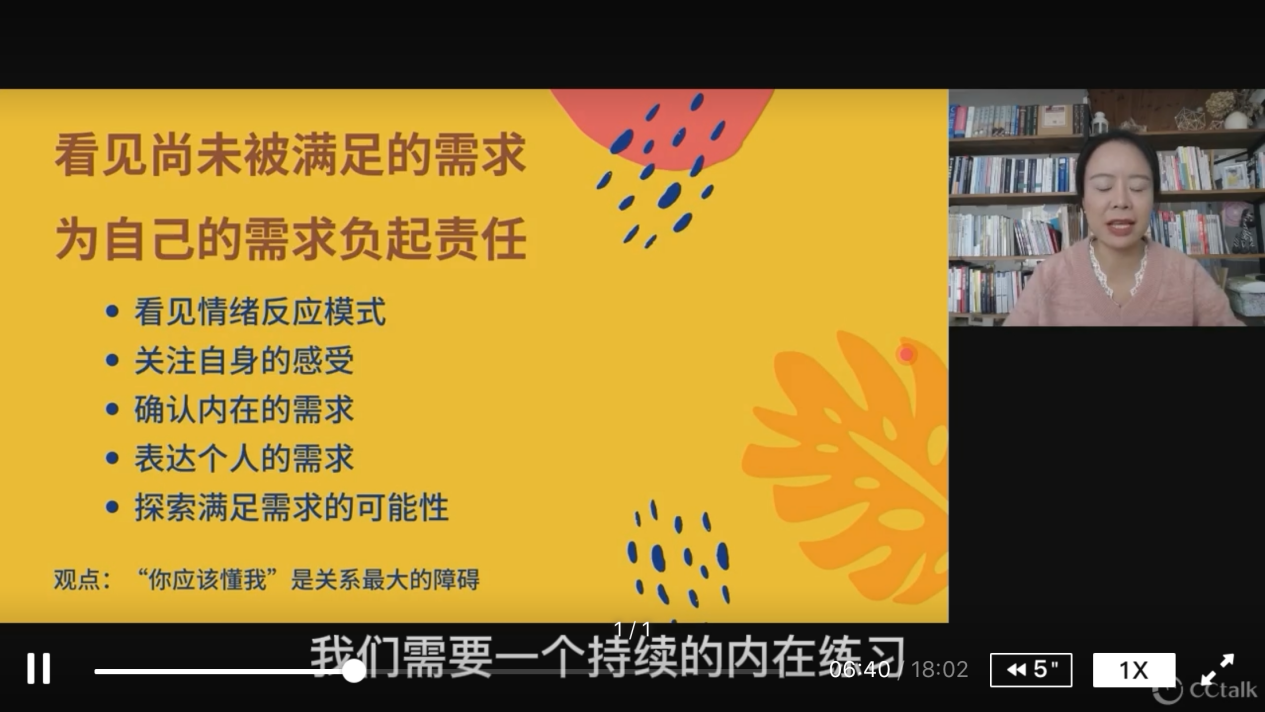 看见尚未被满足的需求
为自己的需求负起责任
• 看见情绪反应模式
• 关注自身的感受
• 确认内在的需求
• 表达个人的需求
• 探索满足需求的可能性
观点：“你应该懂我”是关系最大的障碍
1/1
我们需要一个持续的内在练习
06:40 / 18:02
5"
1X
CCtalk